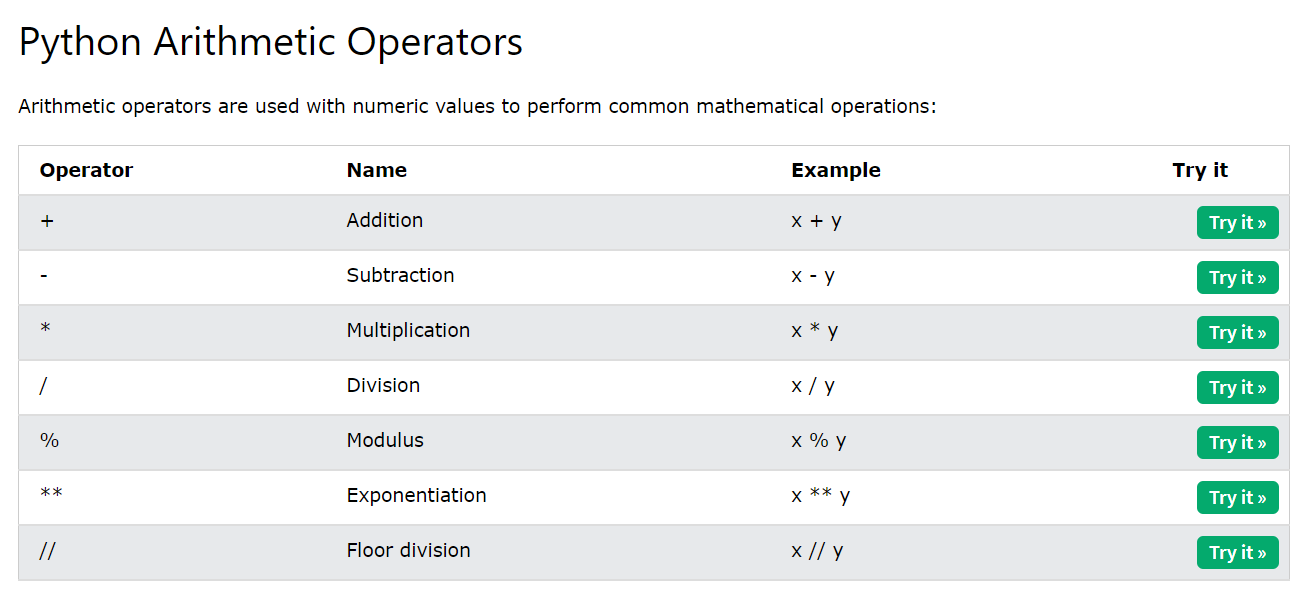 Python Arithmetic Operators
Arithmetic operators are used with numeric values to perform common mathematical operations:
Operator Name Example Try it
+ Addition x + y Try it »
- Subtraction x - y Try it »
* Multiplication x * y Try it »
/ Division x / y Try it »
% Modulus x % y Try it »
** Exponentiation x ** y Try it »
// Floor division x // y Try it »